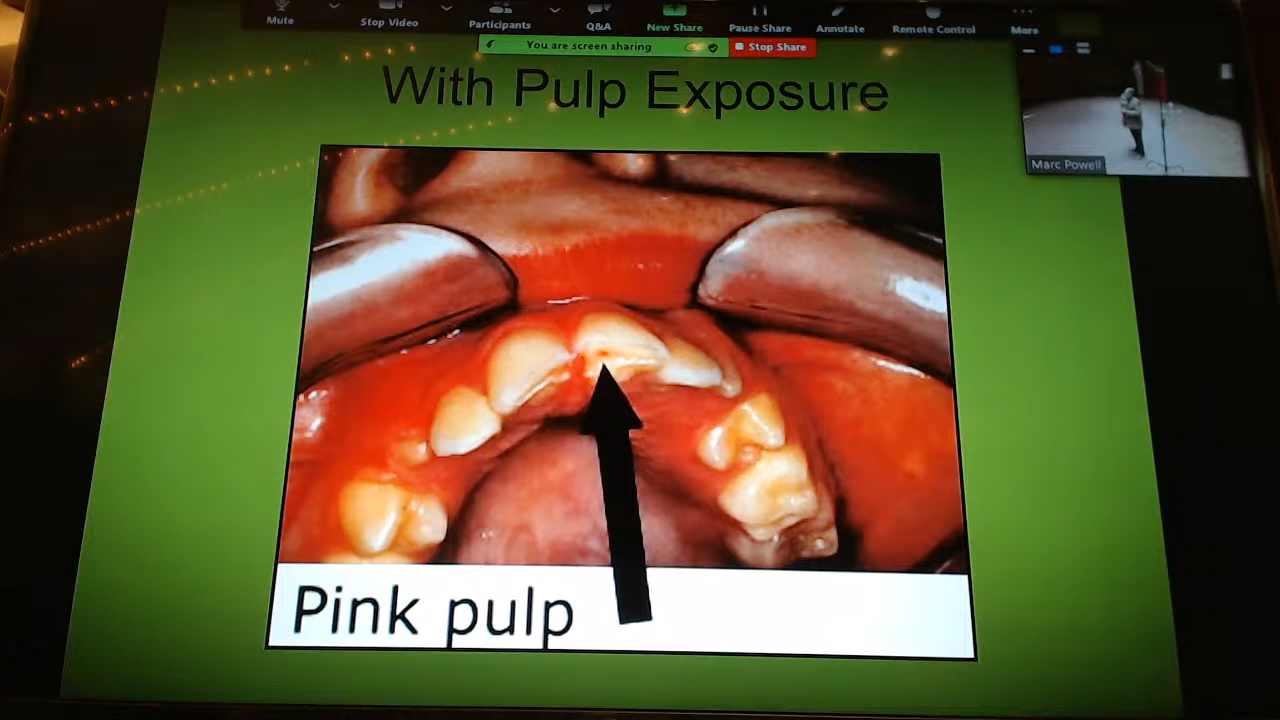 Mute
Stop Video
Participants
Q&A
New Share
Pause Share
Annotate
Remote Control
More
You are screen sharing
Stop Share
With Pulp Exposure
Marc Powell
Pink pulp